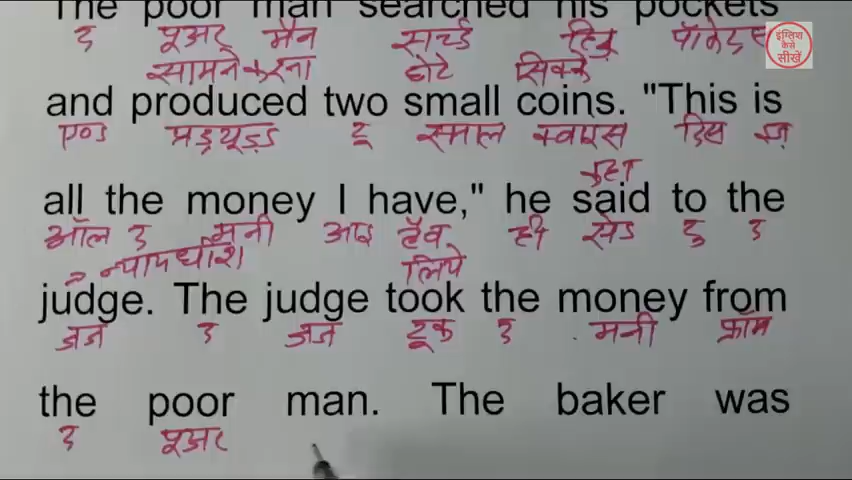 The poor man searched his pockets
द पूअर मैन सर्च्ड हिज़ पॉकेट्स
इंग्लिश कैसे सीखें
सामने करना छोटे सिक्के
and produced two small coins. "This is
एण्ड प्रड्यूड्ड टू स्माल क्वाएस दिस इज़
कहा
all the money I have," he said to the
ऑल द मनी आइ हैव ही सेड टु द
न्यायधीश लिये
judge. The judge took the money from
जज द जज टूक द मनी फ्रॉम
the poor man. The baker was
द पूअर